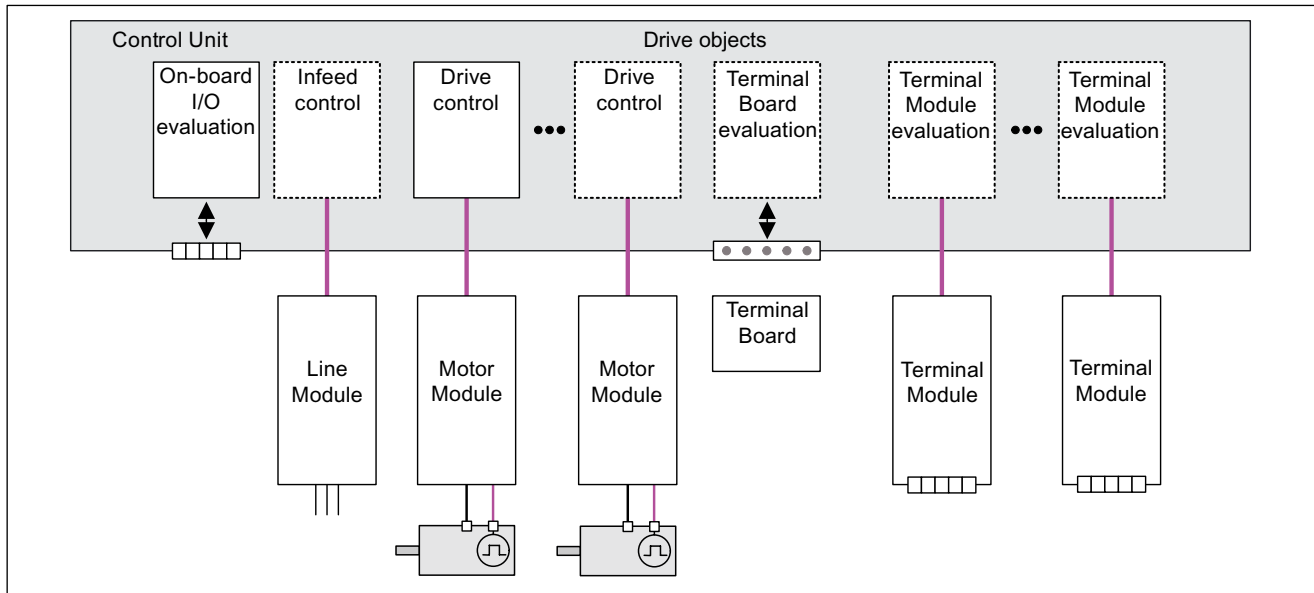 Control Unit
Drive objects
On-board
I/O
evaluation
Infeed
control
Drive
control
Drive
control
Terminal
Board
evaluation
Terminal
Module
evaluation
Terminal
Module
evaluation
Line
Module
Motor
Module
Motor
Module
Terminal
Board
Terminal
Module
Terminal
Module